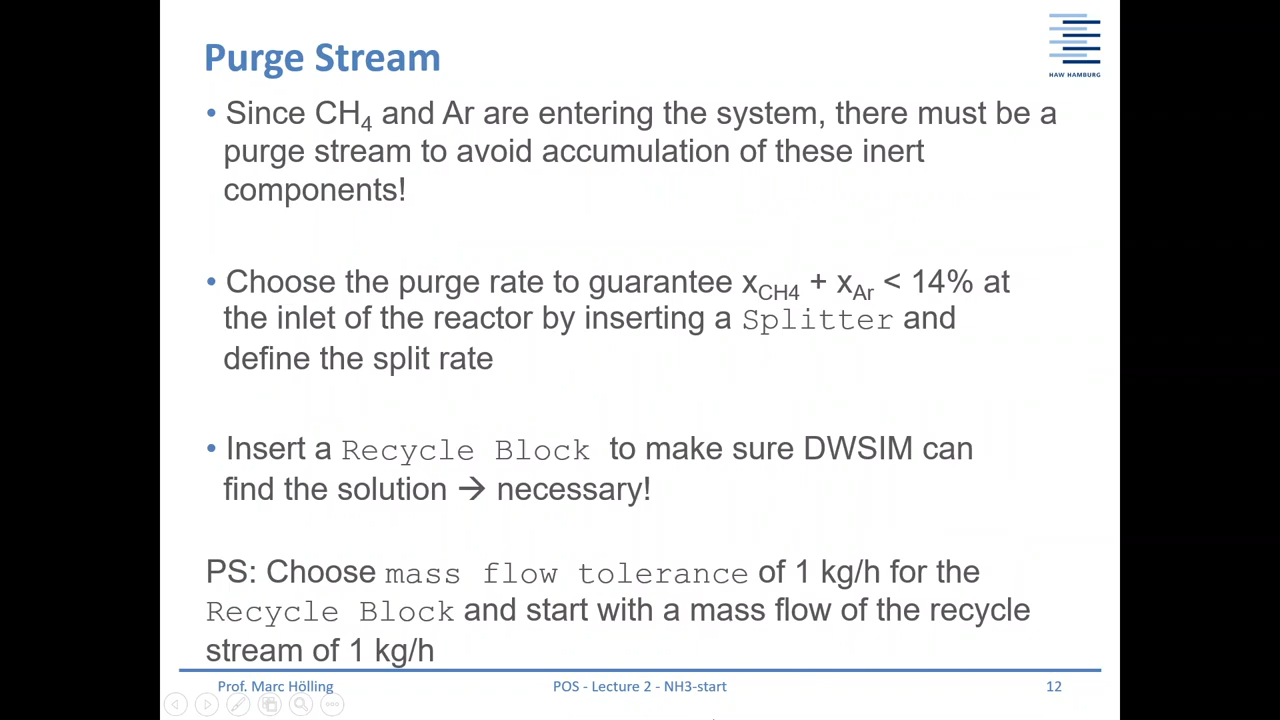 Purge Stream
HAW HAMBURG
• Since CH₄ and Ar are entering the system, there must be a
purge stream to avoid accumulation of these inert
components!
• Choose the purge rate to guarantee x_CH4 + x_Ar < 14% at
the inlet of the reactor by inserting a Splitter and
define the split rate
• Insert a Recycle Block to make sure DWSIM can
find the solution → necessary!
PS: Choose mass flow tolerance of 1 kg/h for the
Recycle Block and start with a mass flow of the recycle
stream of 1 kg/h
Prof. Marc Hölling POS - Lecture 2 - NH3-start 12